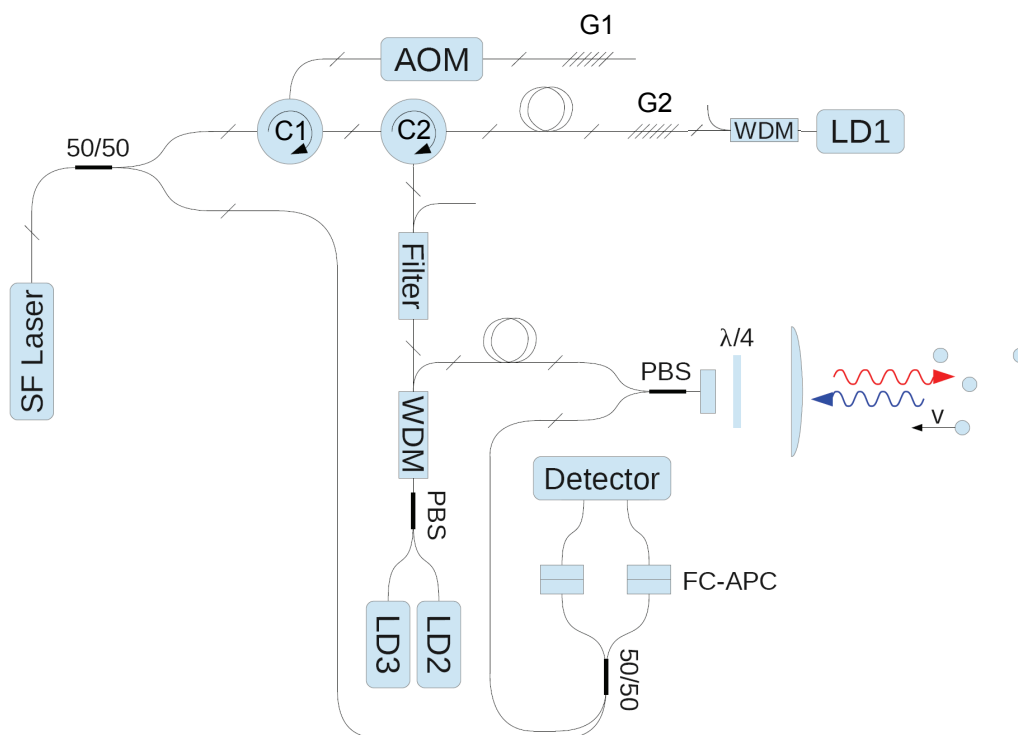 G1
AOM
G2
C1
C2
WDM
LD1
50/50
Filter
SF Laser
λ/4
PBS
WDM
v
Detector
PBS
FC-APC
LD3
LD2
50/50